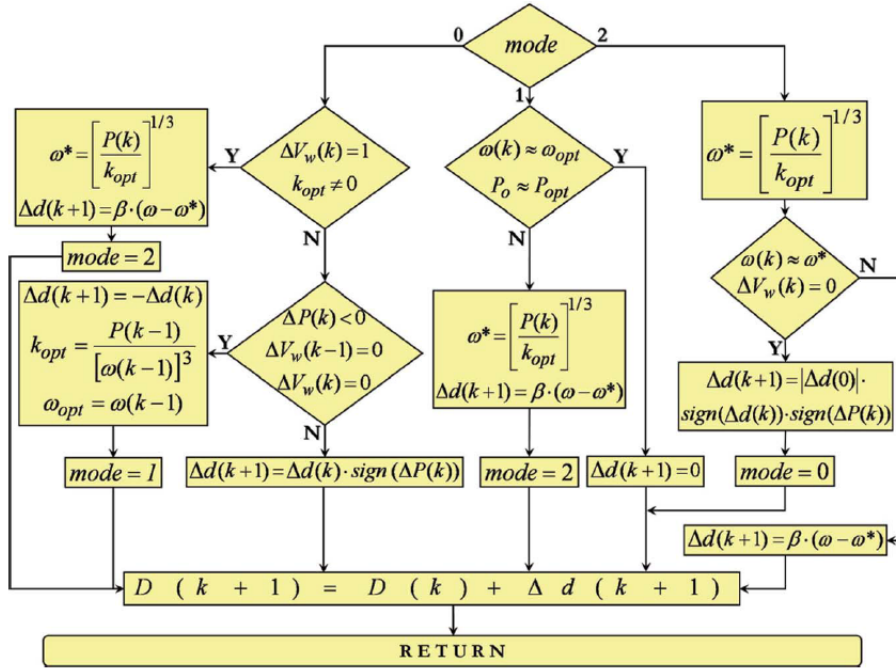 mode
0
2
1
ω* = [P(k) / k_opt]^1/3
Δd(k+1) = β·(ω−ω*)
Y
ΔV_w(k) = 1
k_opt ≠ 0
N
mode = 2
ω(k) ≈ ω_opt
P_o ≈ P_opt
Y
N
ω* = [P(k) / k_opt]^1/3
ω(k) ≈ ω*
ΔV_w(k) = 0
N
Y
Δd(k+1) = −Δd(k)
k_opt = P(k−1) / [ω(k−1)]^3
ω_opt = ω(k−1)
Y
ΔP(k) < 0
ΔV_w(k−1) = 0
ΔV_w(k) = 0
N
ω* = [P(k) / k_opt]^1/3
Δd(k+1) = β·(ω−ω*)
Δd(k+1) = |Δd(0)|·
sign(Δd(k))·sign(ΔP(k))
mode = 1
Δd(k+1) = Δd(k)·sign(ΔP(k))
mode = 2
Δd(k+1) = 0
mode = 0
Δd(k+1) = β·(ω−ω*)
D ( k + 1 ) = D ( k ) + Δ d ( k + 1 )
RETURN